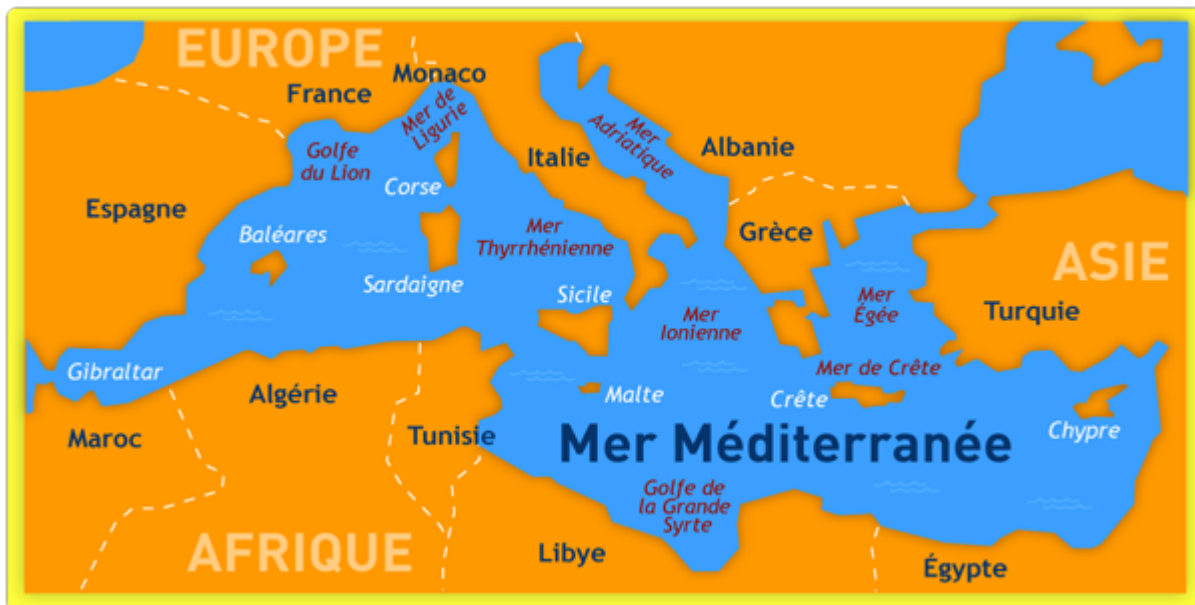 EUROPE
Monaco
France
Mer de
Ligurie
Mer
Adriatique
Golfe
du Lion
Italie
Albanie
Corse
Espagne
Baléares
Mer
Thyrrhénienne
Grèce
ASIE
Sardaigne
Sicile
Mer
Ionienne
Mer
Égée
Turquie
Gibraltar
Mer de Crête
Algérie
Malte
Crête
Maroc
Tunisie
Mer Méditerranée
Chypre
Golfe de
la Grande
Syrte
AFRIQUE
Libye
Égypte